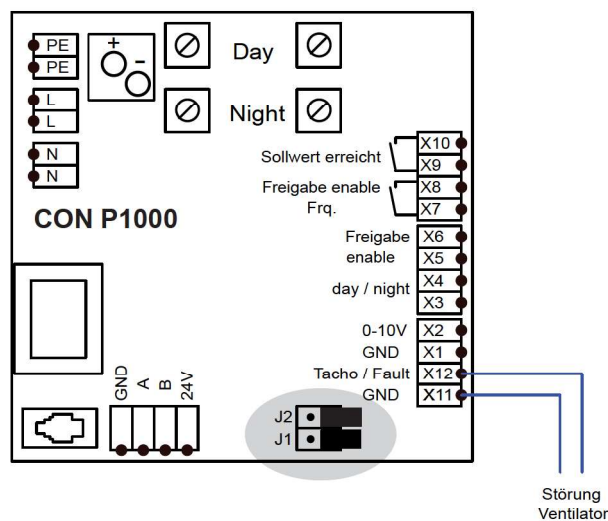 PE
PE
L
L
N
N
+
-
Day
Night
CON P1000
Sollwert erreicht
Freigabe enable
Frq.
Freigabe
enable
day / night
0-10V
GND
Tacho / Fault
GND
X10
X9
X8
X7
X6
X5
X4
X3
X2
X1
X12
X11
GND
A
B
24V
J2
J1
Störung
Ventilator